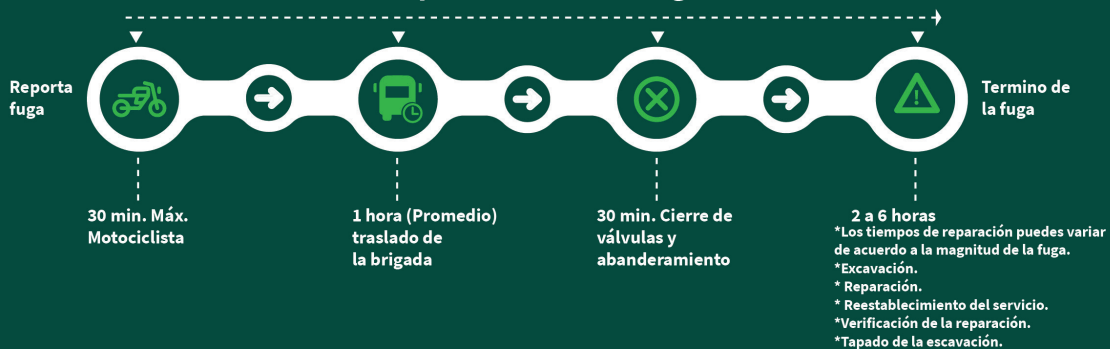 Reporta
fuga
Termino de
la fuga
30 min. Máx.
Motociclista
1 hora (Promedio)
traslado de
la brigada
30 min. Cierre de
válvulas y
abanderamiento
2 a 6 horas
*Los tiempos de reparación puedes variar
de acuerdo a la magnitud de la fuga.
*Excavación.
* Reparación.
* Reestablecimiento del servicio.
*Verificación de la reparación.
*Tapado de la escavación.